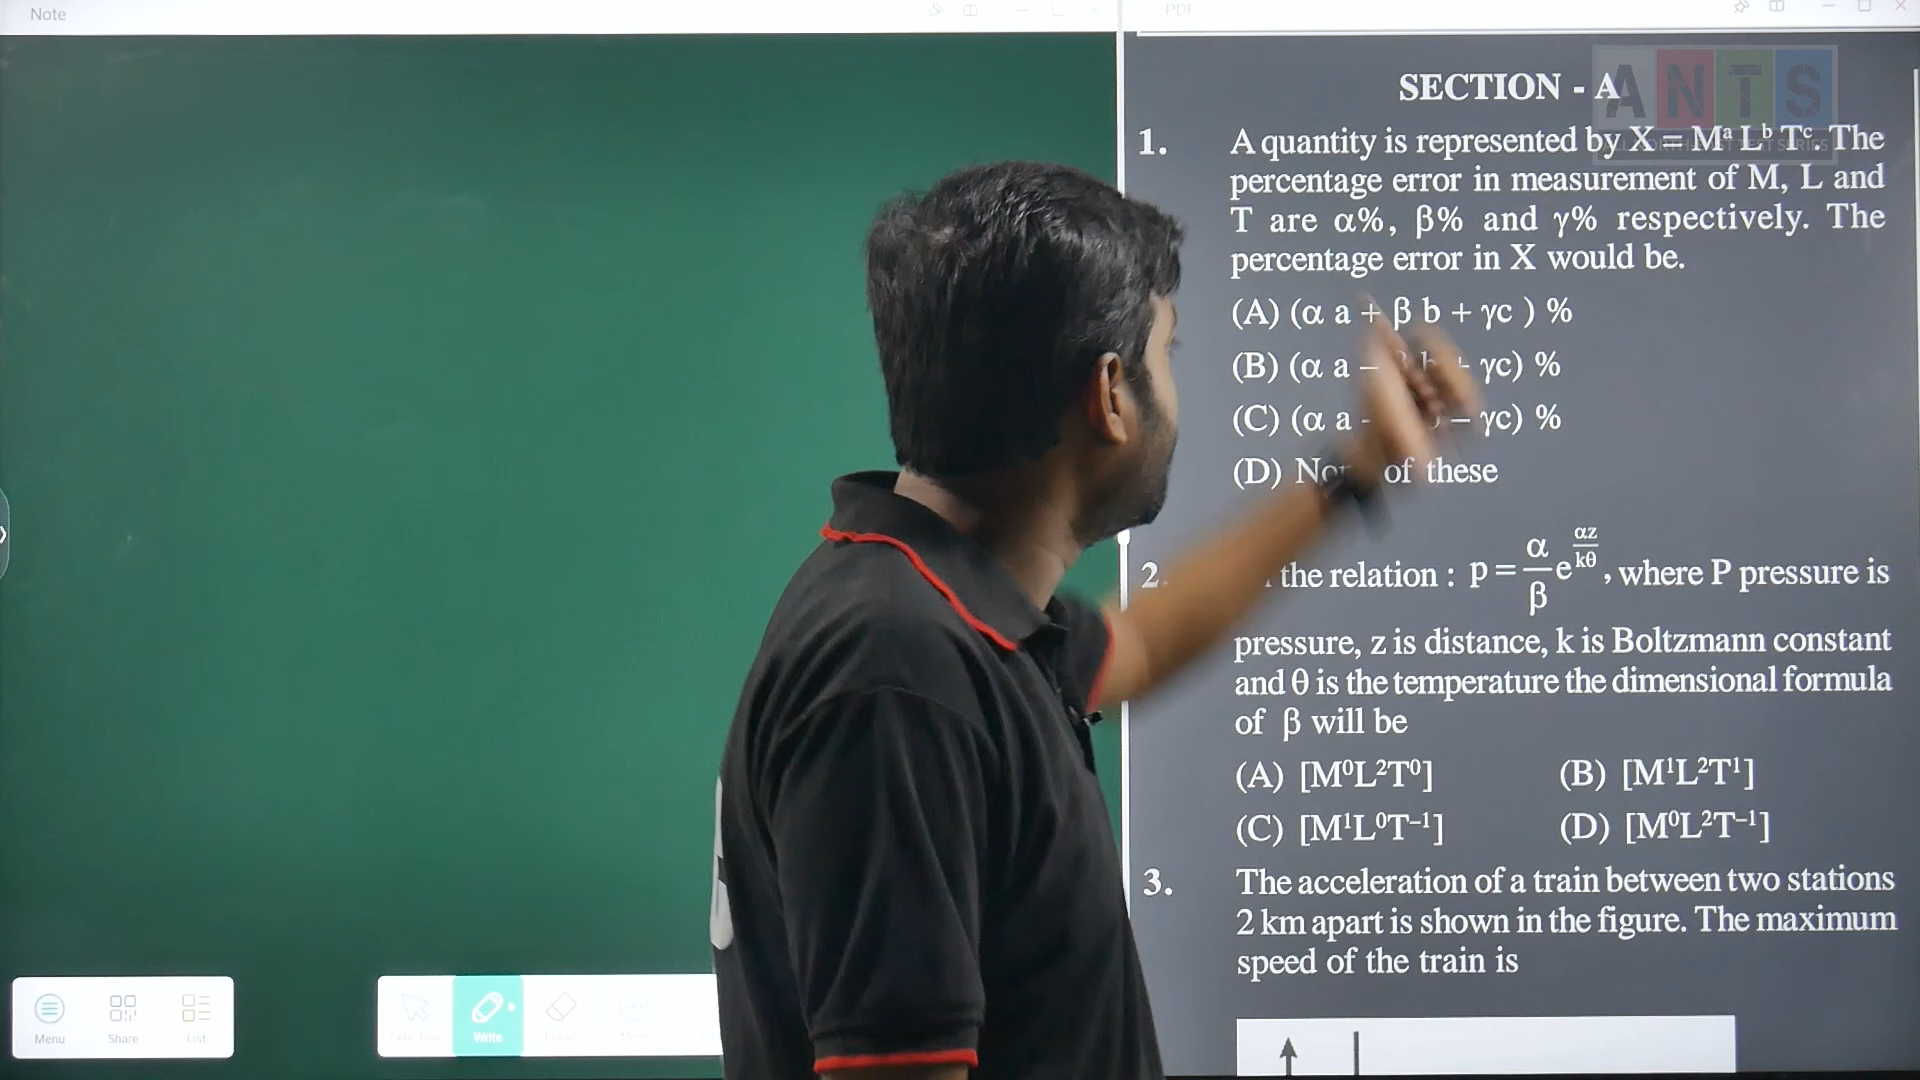 Note
PDF
ANTS
SECTION - A
1. A quantity is represented by X = Mᵃ Lᵇ Tᶜ. The
percentage error in measurement of M, L and
T are α%, β% and γ% respectively. The
percentage error in X would be.
(A) (α a + β b + γc ) %
(B) (α a – γc) %
(C) (α a – γc) %
(D) of these
2. the relation : p = α/β e^(αz/kθ), where P pressure is
pressure, z is distance, k is Boltzmann constant
and θ is the temperature the dimensional formula
of β will be
(A) [M⁰L²T⁰] (B) [M¹L²T¹]
(C) [M¹L⁰T⁻¹] (D) [M⁰L²T⁻¹]
3. The acceleration of a train between two stations
2 km apart is shown in the figure. The maximum
speed of the train is
Menu Share List Write